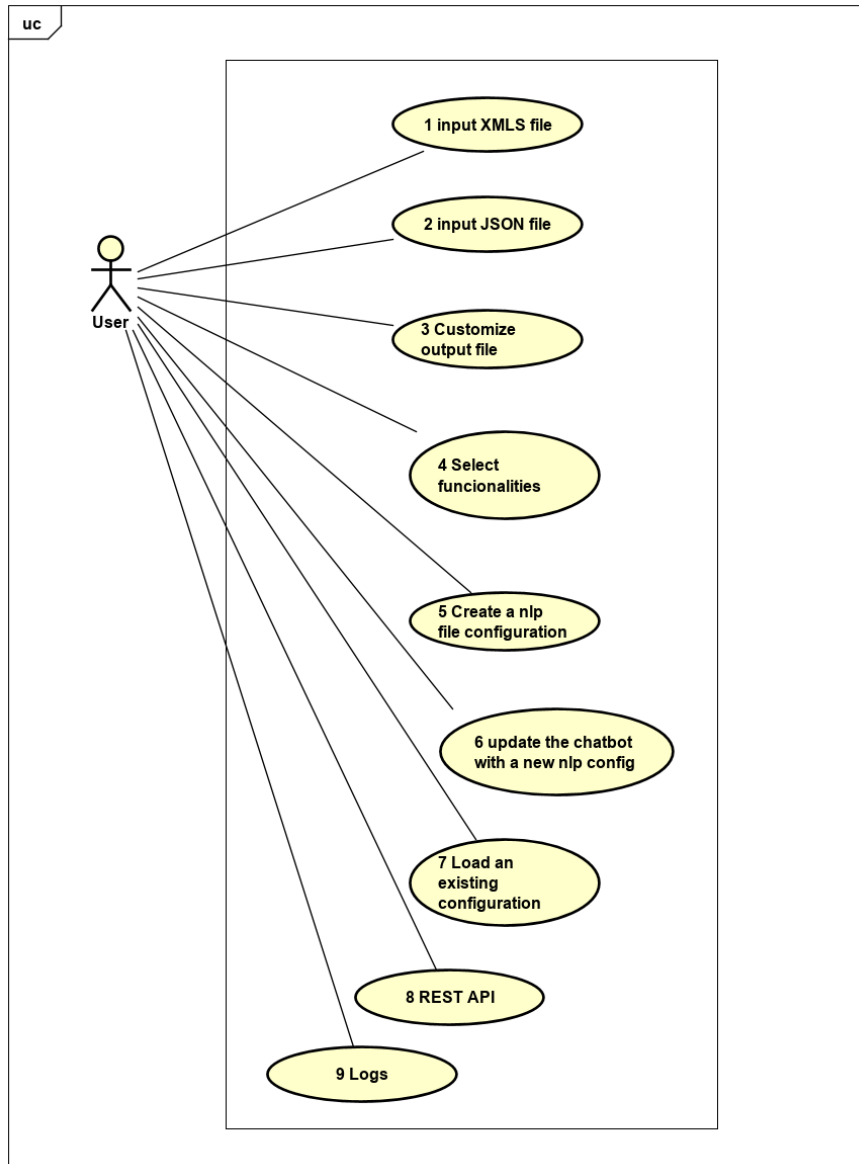 uc
1 input XMLS file
2 input JSON file
User
3 Customize
output file
4 Select
funcionalities
5 Create a nlp
file configuration
6 update the chatbot
with a new nlp config
7 Load an
existing
configuration
8 REST API
9 Logs